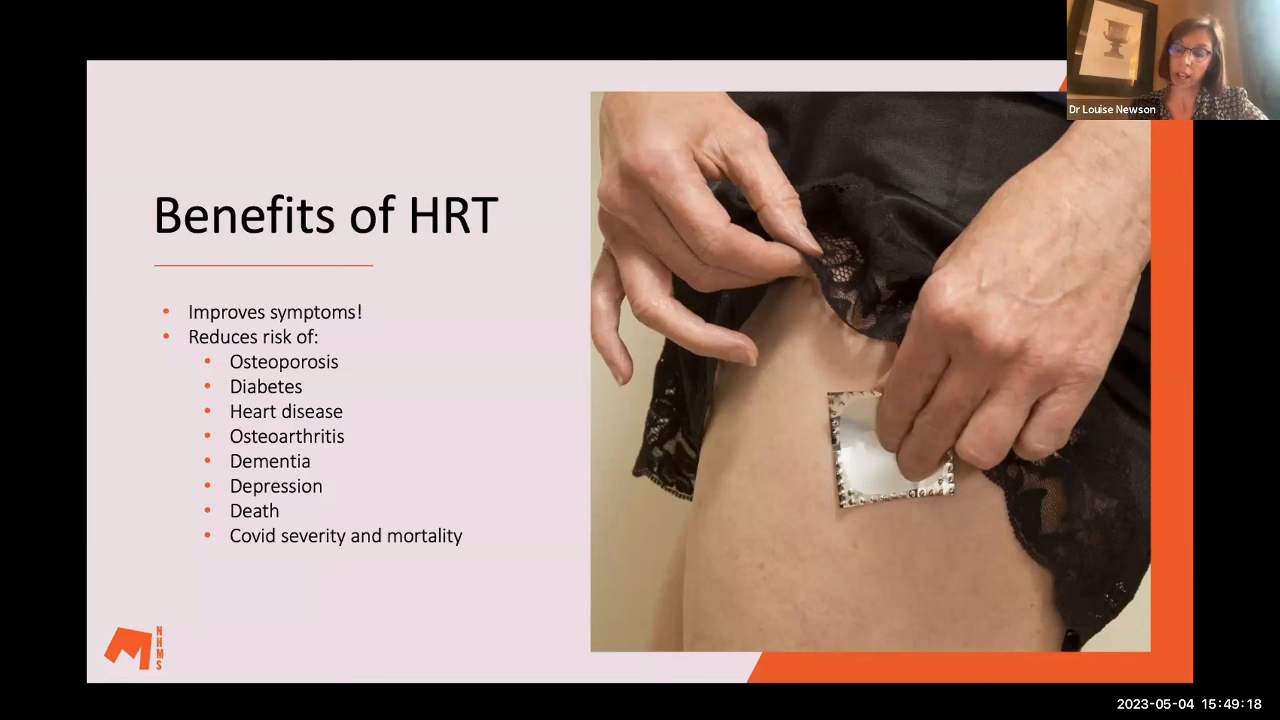 Dr Louise Newson
Benefits of HRT
Improves symptoms!
Reduces risk of:
Osteoporosis
Diabetes
Heart disease
Osteoarthritis
Dementia
Depression
Death
Covid severity and mortality
NHMS
2023-05-04 15:49:18